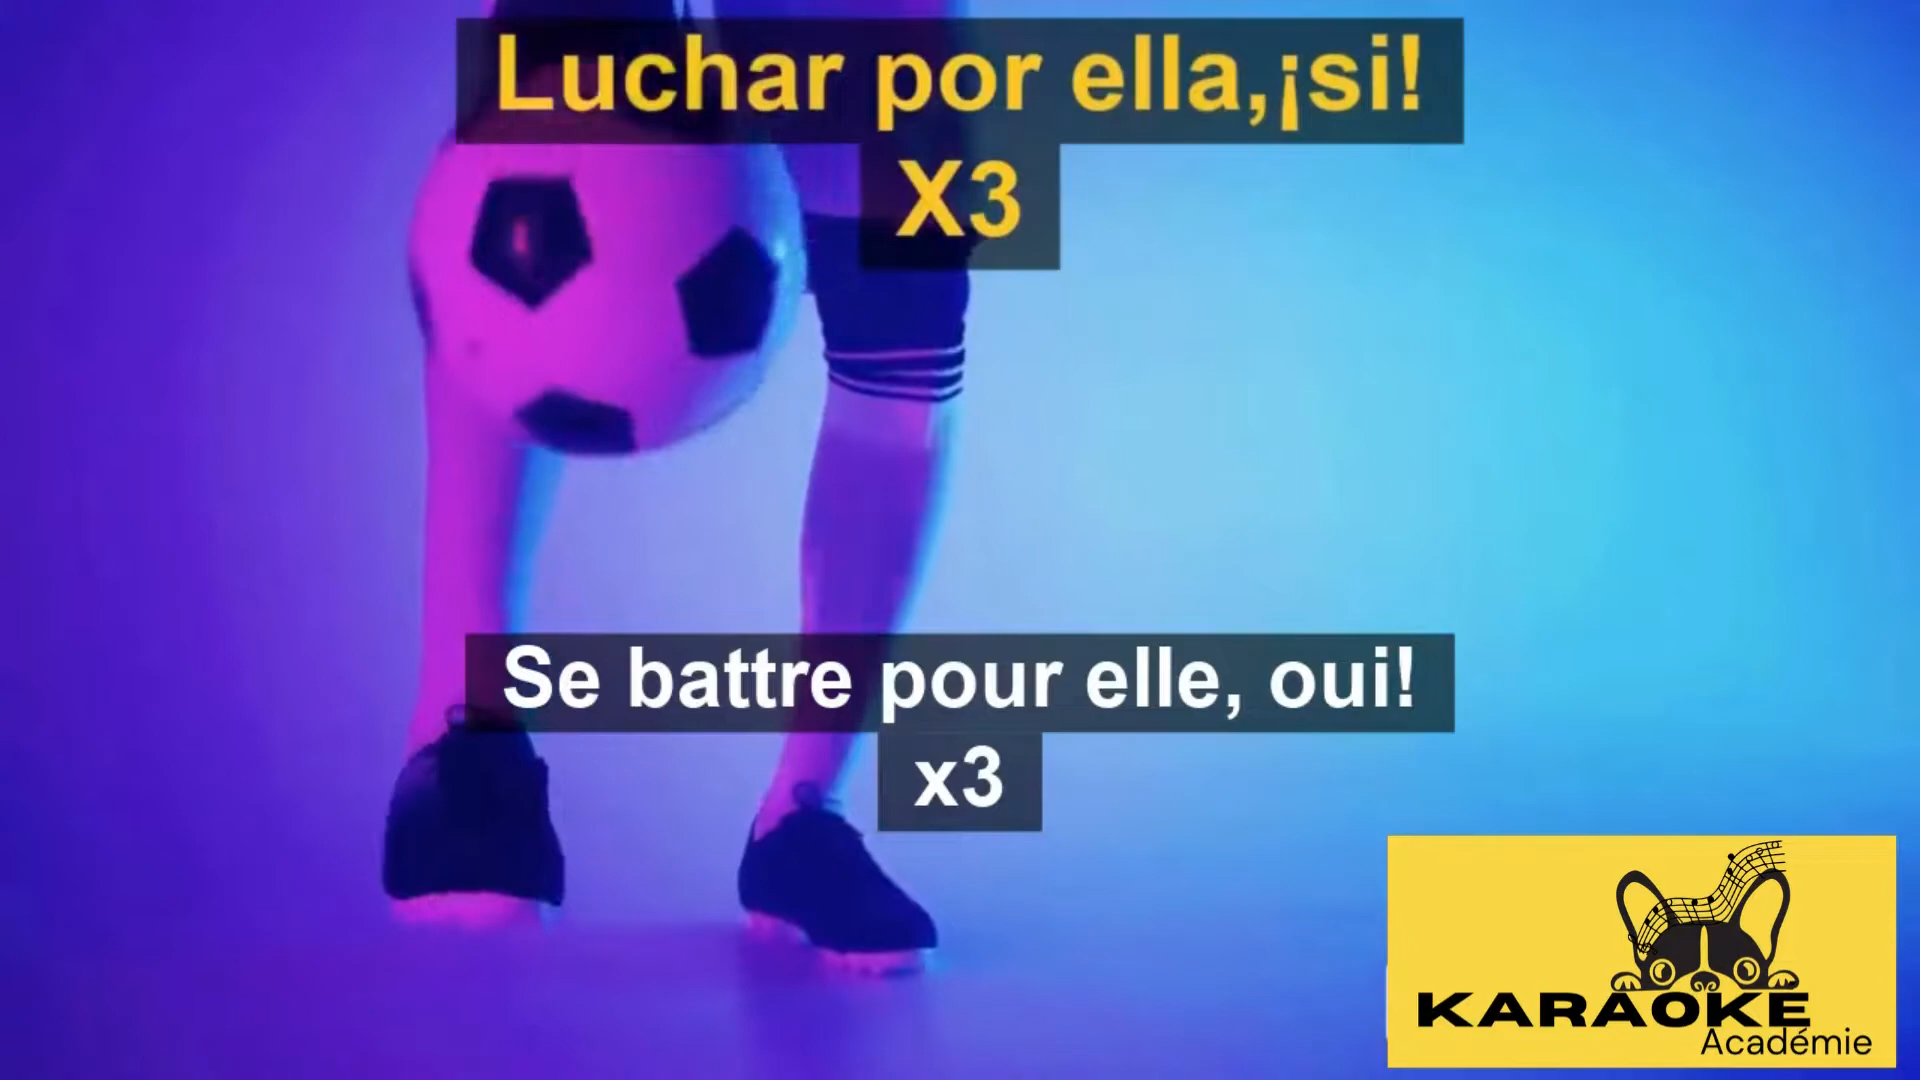 Luchar por ella,¡si!
X3
Se battre pour elle, oui!
x3
KARAOKE
Académie